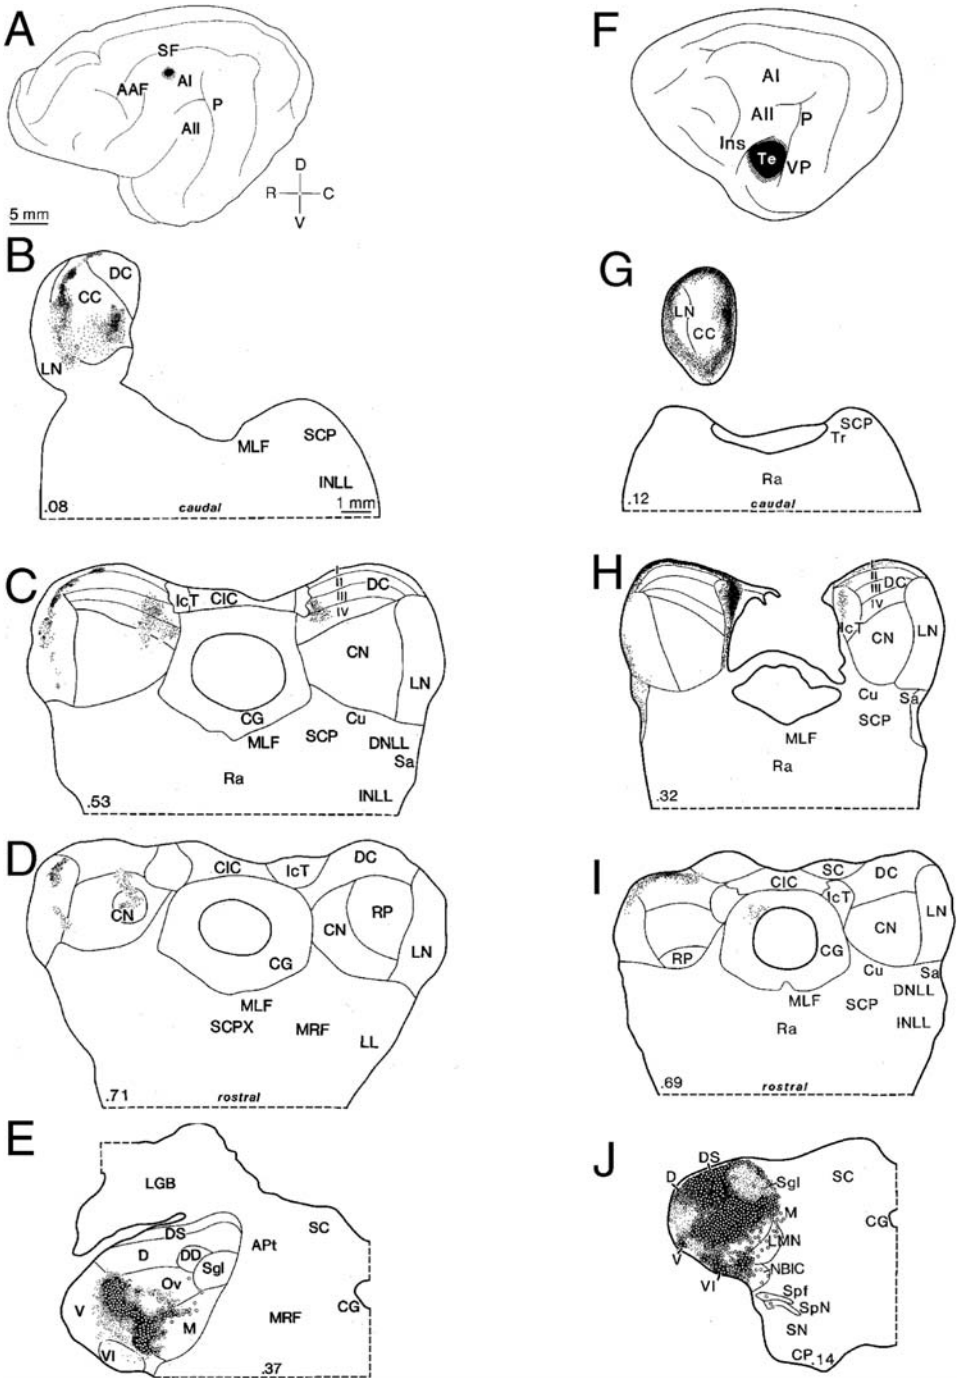 A
SF
AAF
AI
P
AII
D
R C
V
5 mm
B
DC
CC
LN
MLF
SCP
INLL
.08
caudal
1 mm
C
IcT
CIC
II
III
IV
DC
CN
LN
CG
Cu
MLF
SCP
DNLL
Sa
Ra
INLL
.53
D
CIC
IcT
DC
CN
CN
RP
LN
CG
MLF
SCPX
MRF
LL
.71
rostral
E
LGB
SC
DS
APt
D
DD
Sgl
Ov
V
M
MRF
CG
VI
.37
F
AI
AII
P
Ins
Te
VP
G
LN
CC
SCP
Tr
Ra
.12
caudal
H
I
II
III
IV
DC
IcT
CN
LN
Cu
Sa
SCP
MLF
Ra
.32
I
CIC
SC
DC
IcT
CN
LN
RP
CG
Cu
Sa
MLF
SCP
DNLL
Ra
INLL
.69
rostral
J
DS
D
Sgl
SC
M
CG
LMN
V
NBIC
VI
Spf
SpN
SN
CP
.14